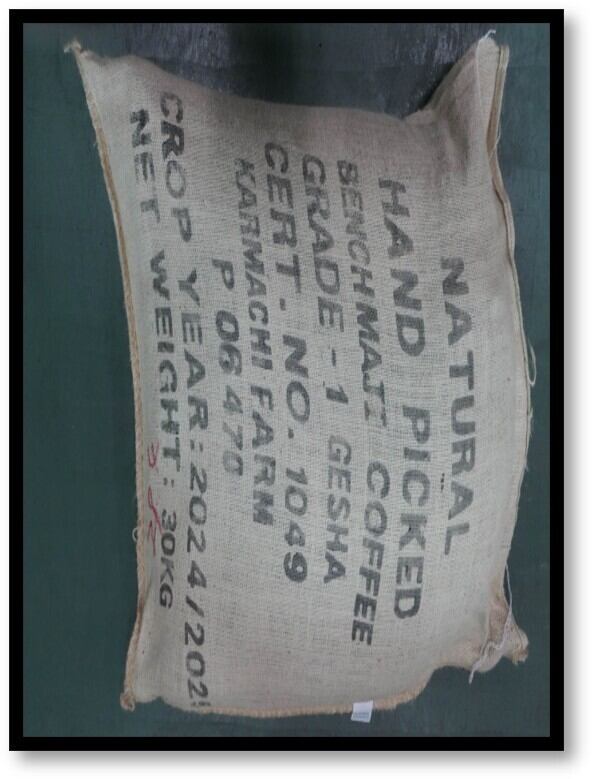 NATURAL
HAND PICKED
BENCHMAJI COFFEE
GRADE - 1 GESHA
CERT. NO. 1049
KARMACHI FARM
P 06470
CROP YEAR: 2024/202
NET WEIGHT: 30KG